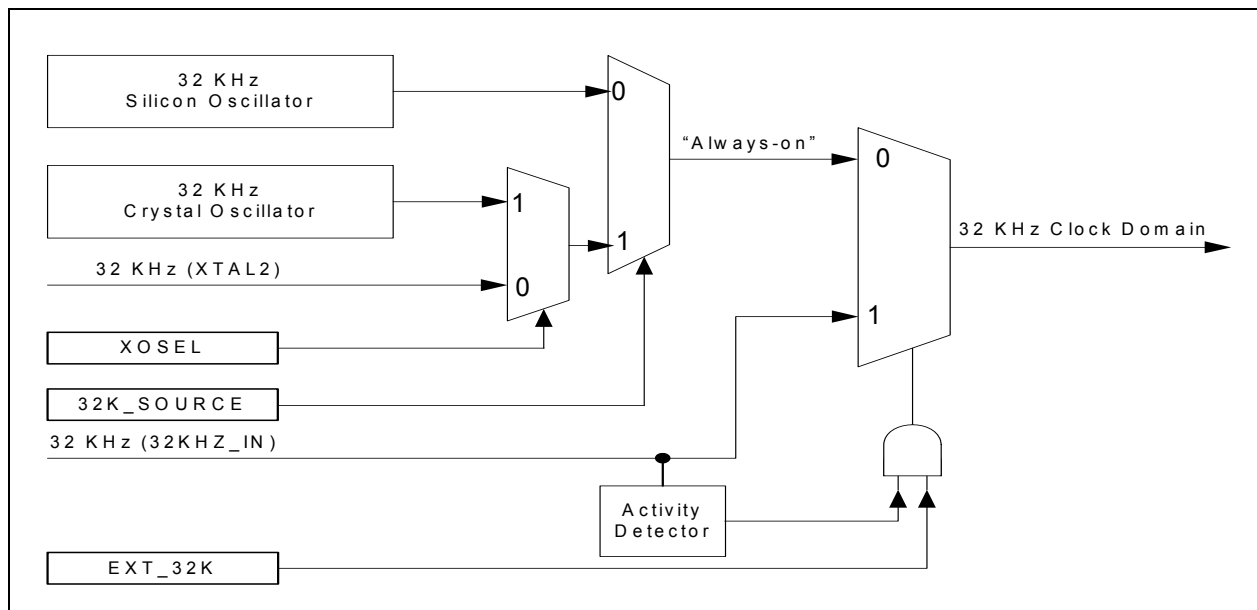 32 KHz
Silicon Oscillator
0
"Always-on"
0
32 KHz
Crystal Oscillator
1
1
32 KHz Clock Domain
32 KHz (XTAL2)
0
1
XOSEL
32K_SOURCE
32 KHz (32KHZ_IN)
Activity
Detector
EXT_32K